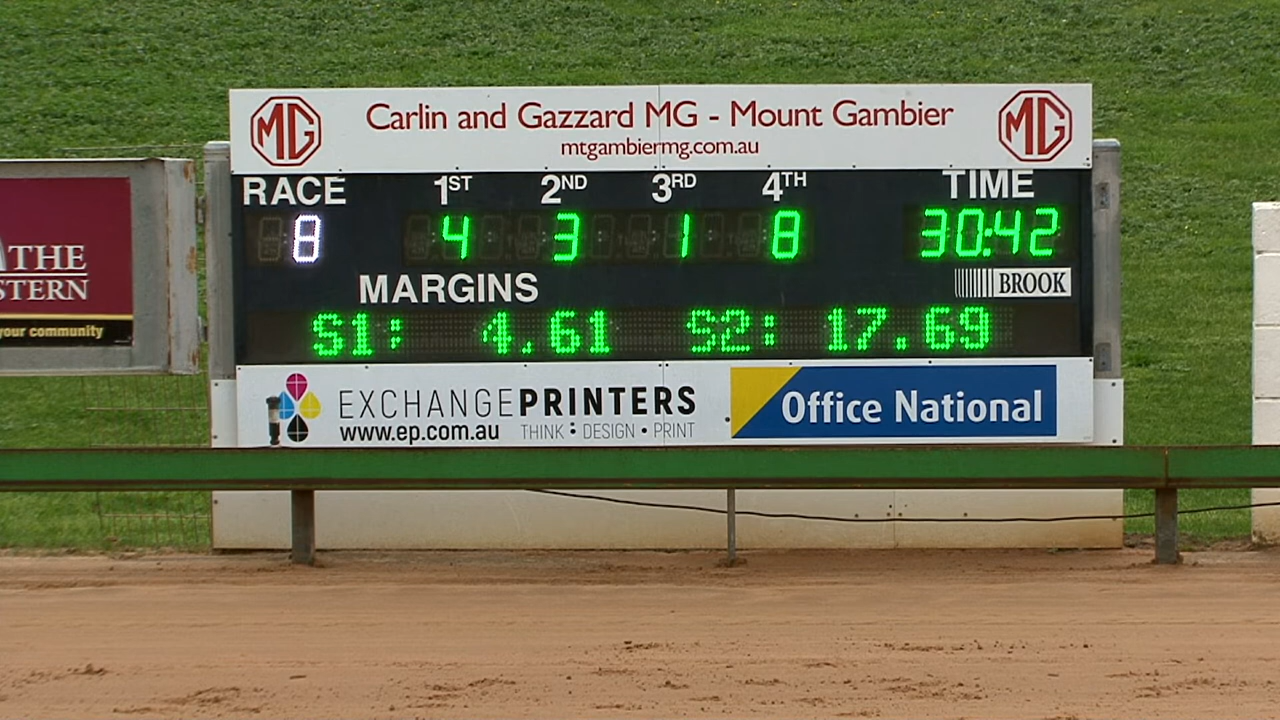 MG Carlin and Gazzard MG - Mount Gambier MG
mtgambiermg.com.au
RACE 1ST 2ND 3RD 4TH TIME
8 4 3 1 8 30:42
MARGINS BROOK
S1: 4.61 S2: 17.69
EXCHANGEPRINTERS
www.ep.com.au THINK • DESIGN • PRINT
Office National
THE
STERN
your community